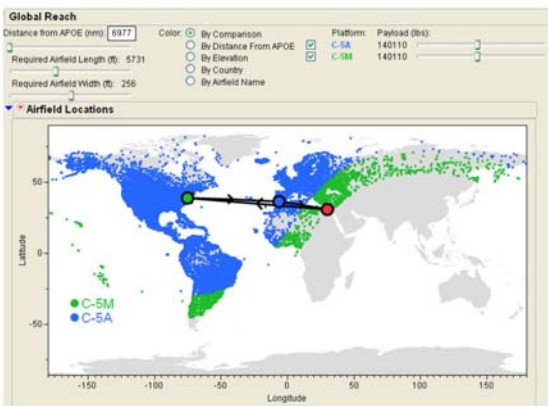 Global Reach
Distance from APOE (nm): 6977
Color: By Comparison
By Distance From APOE
By Elevation
By Country
By Airfield Name
Platform: Payload (lbs):
C-5A 140110
C-5M 140110
Required Airfield Length (ft): 5731
Required Airfield Width (ft): 256
Airfield Locations
50
0
-50
Latitude
C-5M
C-5A
-150 -100 -50 0 50 100 150
Longitude